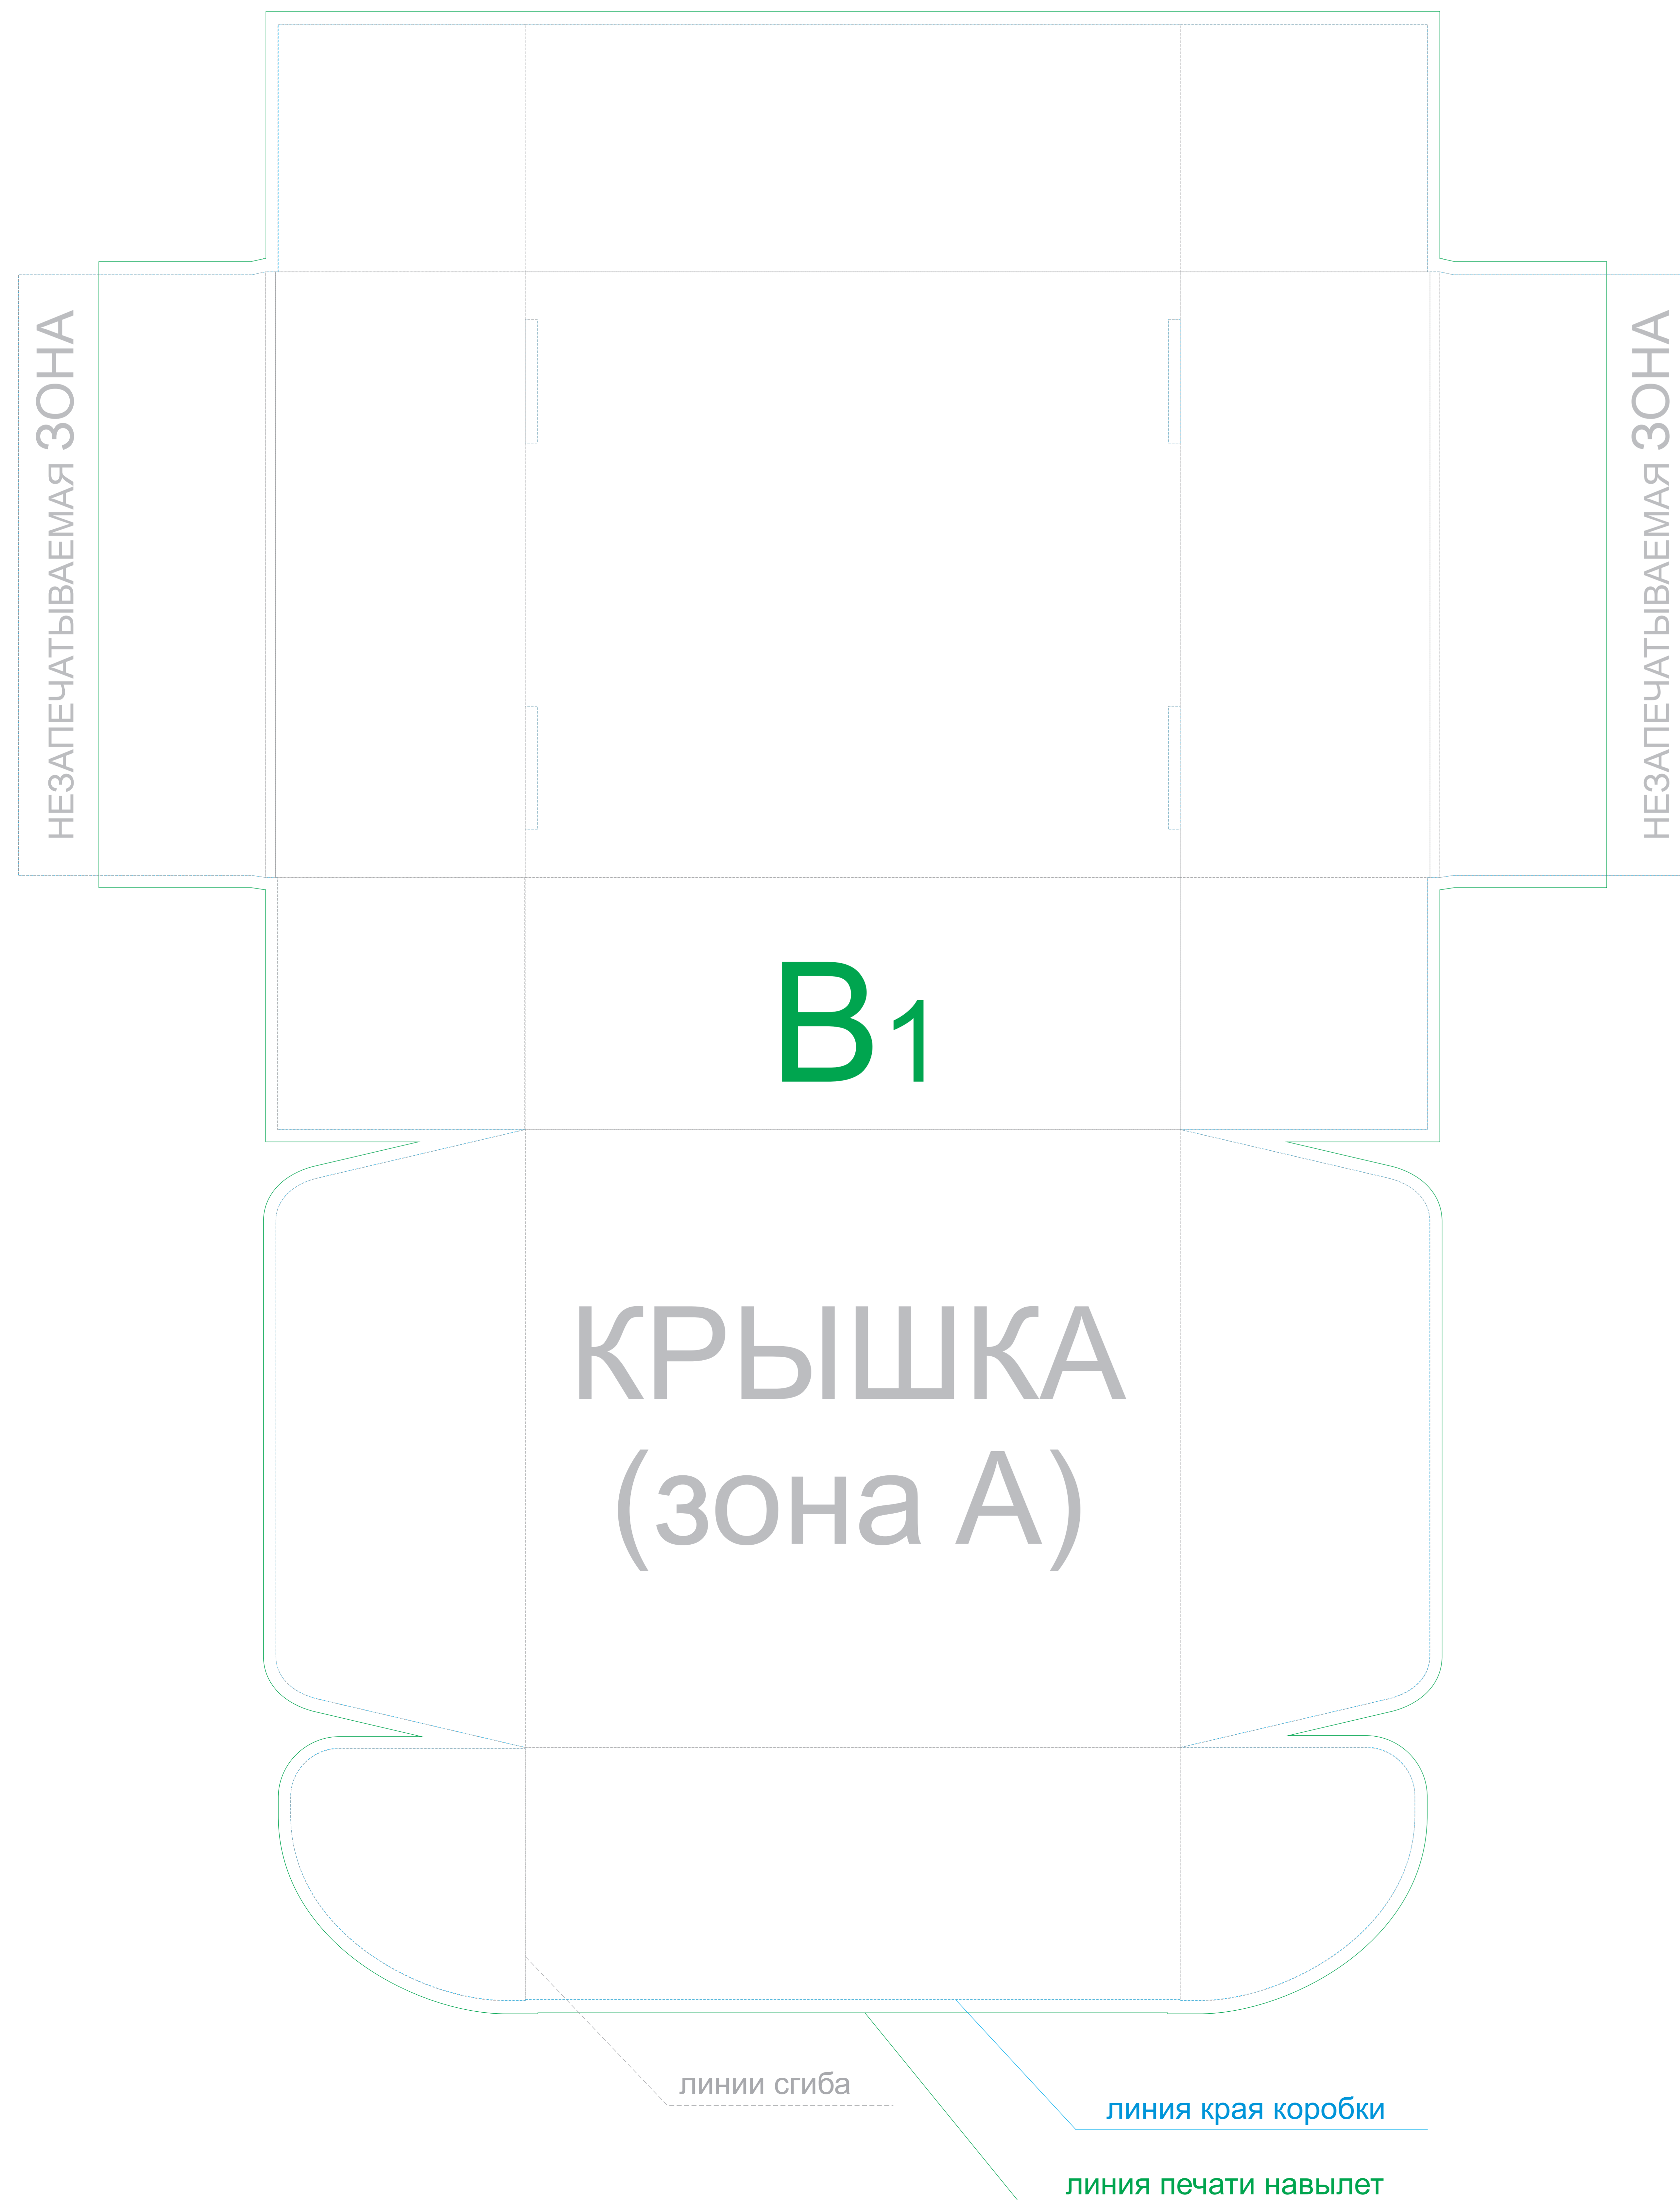 НЕЗАПЕЧАТЫВАЕМАЯ ЗОНА
НЕЗАПЕЧАТЫВАЕМАЯ ЗОНА
B1
КРЫШКА
(зона А)
линии сгиба
линия края коробки
линия печати навылет